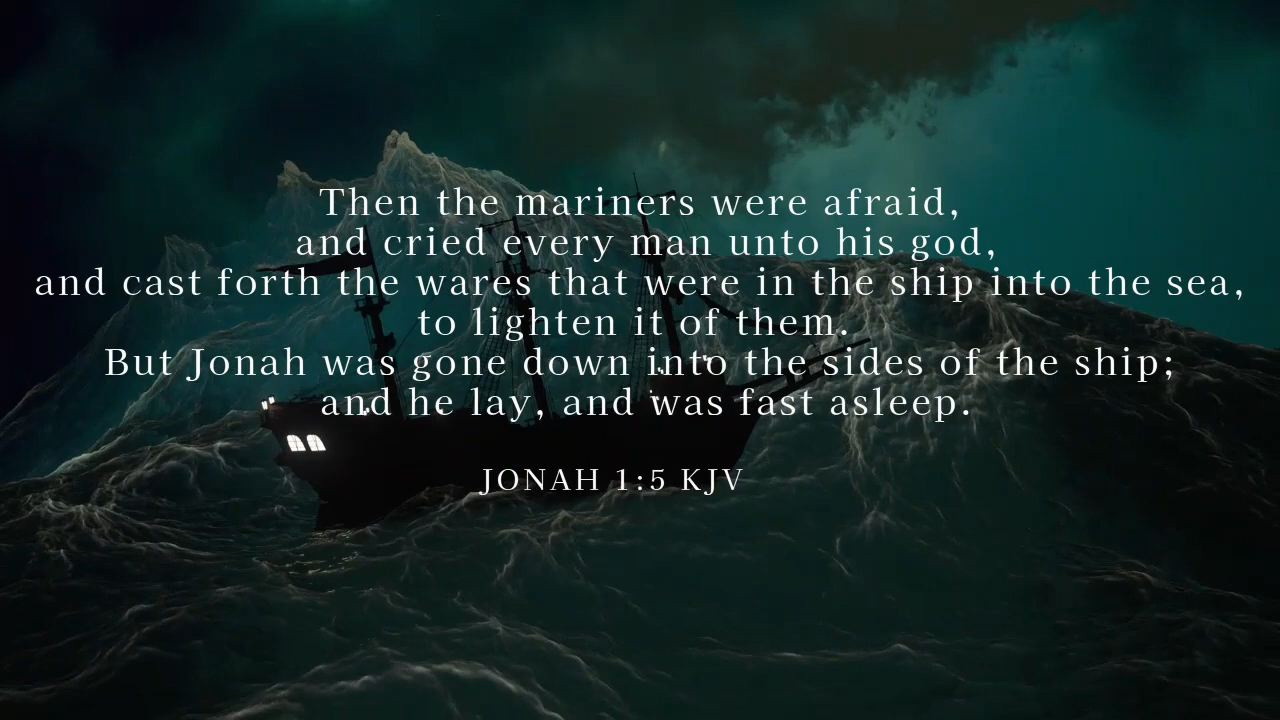 Then the mariners were afraid,
and cried every man unto his god,
and cast forth the wares that were in the ship into the sea,
to lighten it of them.
But Jonah was gone down into the sides of the ship;
and he lay, and was fast asleep.
JONAH 1:5 KJV